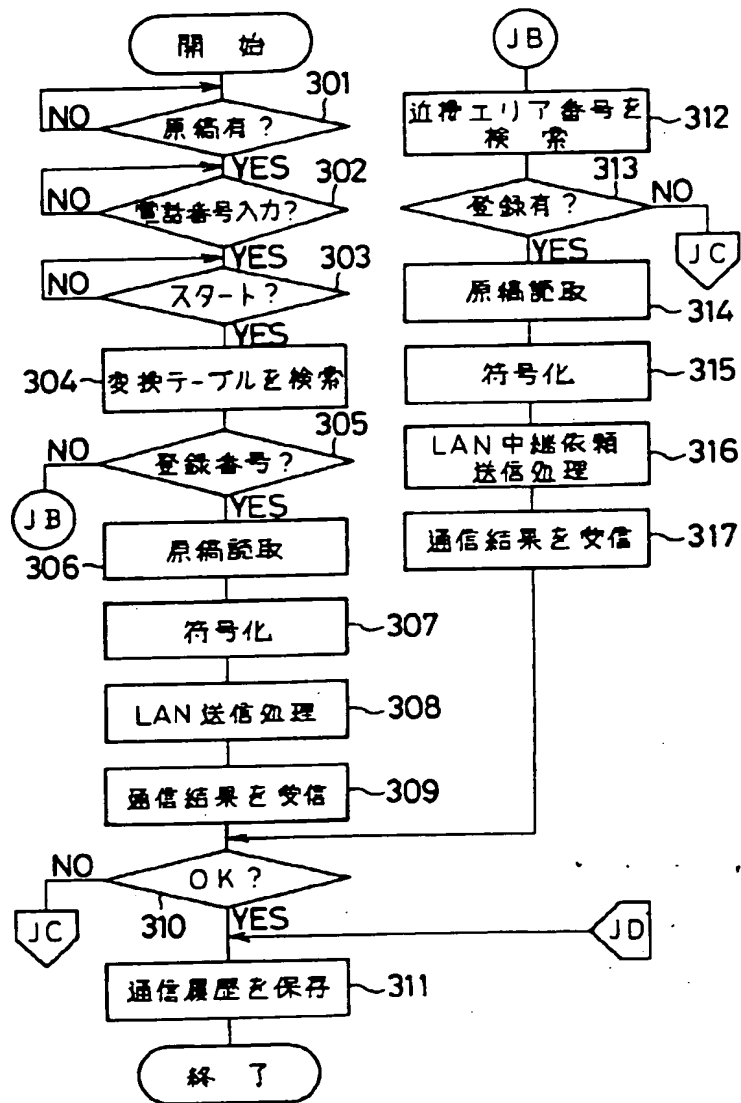 開 始
301
NO
原稿有?
YES
302
NO
電話番号入力?
YES
303
NO
スタート?
YES
304
変換テーブルを検索
305
NO
登録番号?
YES
JB
306
原稿読取
符号化
307
LAN送信処理
308
通信結果を受信
309
NO
OK?
310
YES
JC
JD
通信履歴を保存
311
終 了
JB
近接エリア番号を
検 索
312
313
登録有?
NO
YES
JC
原稿読取
314
符号化
315
LAN中継依頼
送信処理
316
通信結果を受信
317